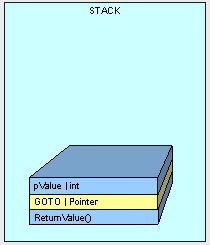 STACK
pValue | int
GOTO | Pointer
ReturnValue()